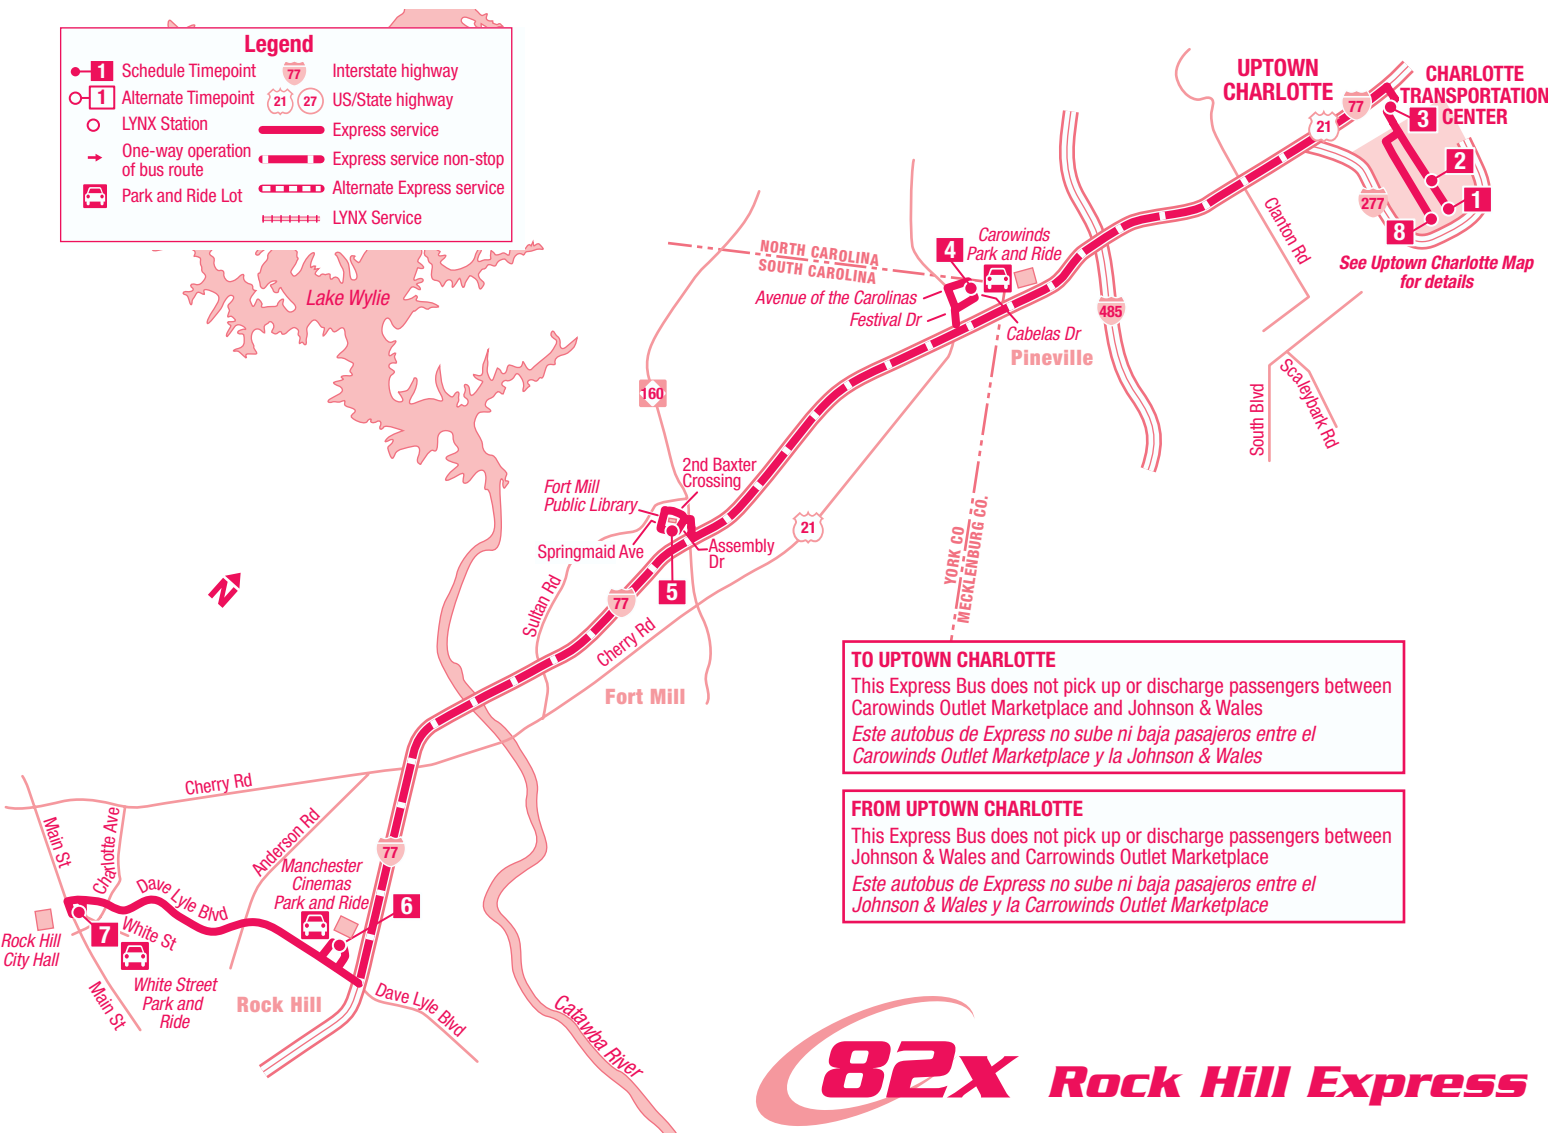 Legend
1 Schedule Timepoint
1 Alternate Timepoint
LYNX Station
One-way operation
of bus route
Park and Ride Lot
77 Interstate highway
21 27 US/State highway
Express service
Express service non-stop
Alternate Express service
LYNX Service
UPTOWN
CHARLOTTE
CHARLOTTE
TRANSPORTATION
CENTER
77
21
3
2
1
8
277
See Uptown Charlotte Map
for details
Clanton Rd
South Blvd
Scaleybark Rd
485
NORTH CAROLINA
SOUTH CAROLINA
4
Carowinds
Park and Ride
Avenue of the Carolinas
Festival Dr
Cabelas Dr
Pineville
Lake Wylie
160
2nd Baxter
Crossing
Fort Mill
Public Library
Springmaid Ave
Assembly
Dr
5
21
YORK CO
MECKLENBURG CO.
N
Sultan Rd
77
Cherry Rd
Fort Mill
Cherry Rd
Main St
Charlotte Ave
Anderson Rd
77
Manchester
Cinemas
Park and Ride
6
Dave Lyle Blvd
7
White St
Rock Hill
City Hall
White Street
Park and
Ride
Main St
Rock Hill
Dave Lyle Blvd
Catawba River
TO UPTOWN CHARLOTTE
This Express Bus does not pick up or discharge passengers between
Carowinds Outlet Marketplace and Johnson & Wales
Este autobus de Express no sube ni baja pasajeros entre el
Carowinds Outlet Marketplace y la Johnson & Wales
FROM UPTOWN CHARLOTTE
This Express Bus does not pick up or discharge passengers between
Johnson & Wales and Carrowinds Outlet Marketplace
Este autobus de Express no sube ni baja pasajeros entre el
Johnson & Wales y la Carrowinds Outlet Marketplace
82x Rock Hill Express